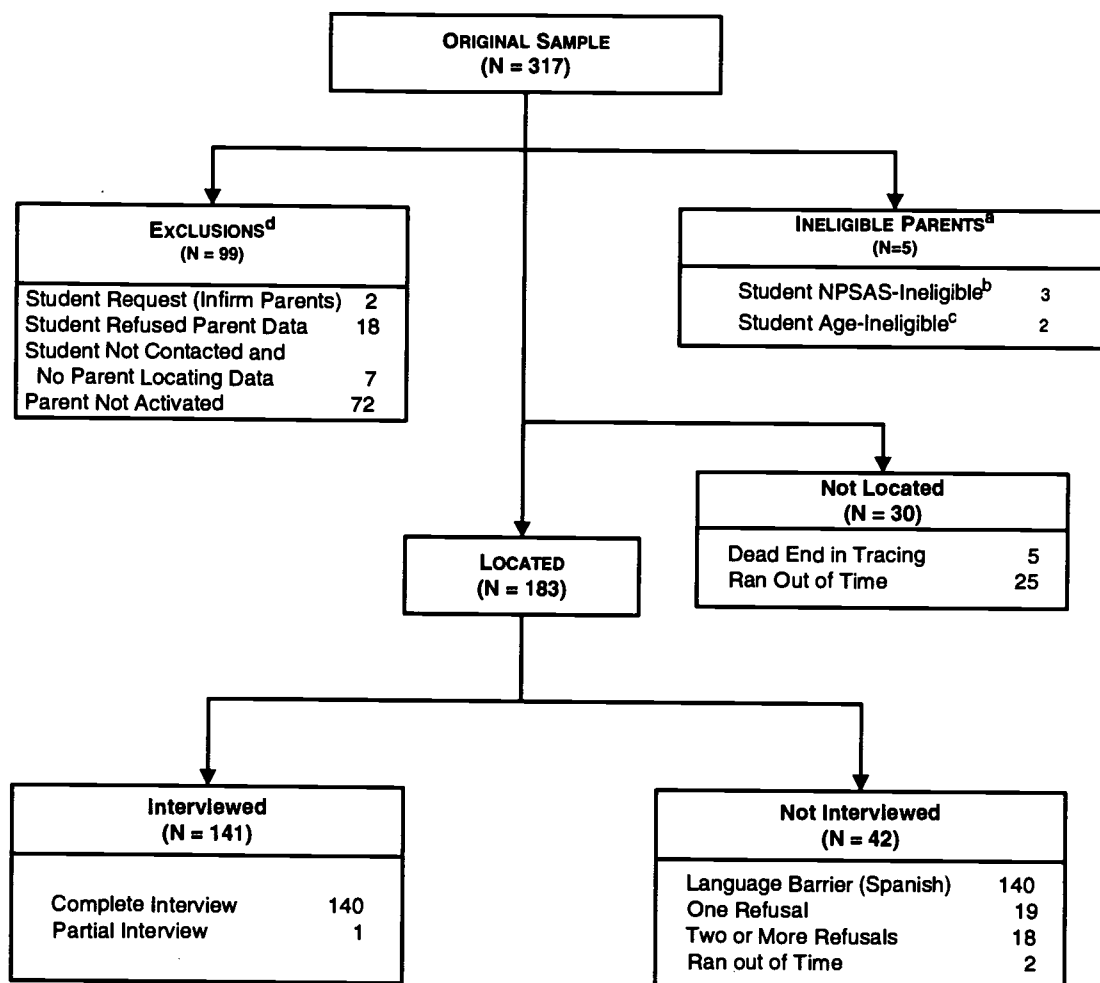 ORIGINAL SAMPLE
(N = 317)
EXCLUSIONSd
(N = 99)
Student Request (Infirm Parents) 2
Student Refused Parent Data 18
Student Not Contacted and
No Parent Locating Data 7
Parent Not Activated 72
INELIGIBLE PARENTSa
(N=5)
Student NPSAS-Ineligibleb 3
Student Age-Ineligiblec 2
Not Located
(N = 30)
Dead End in Tracing 5
Ran Out of Time 25
LOCATED
(N = 183)
Interviewed
(N = 141)
Complete Interview 140
Partial Interview 1
Not Interviewed
(N = 42)
Language Barrier (Spanish) 140
One Refusal 19
Two or More Refusals 18
Ran out of Time 2